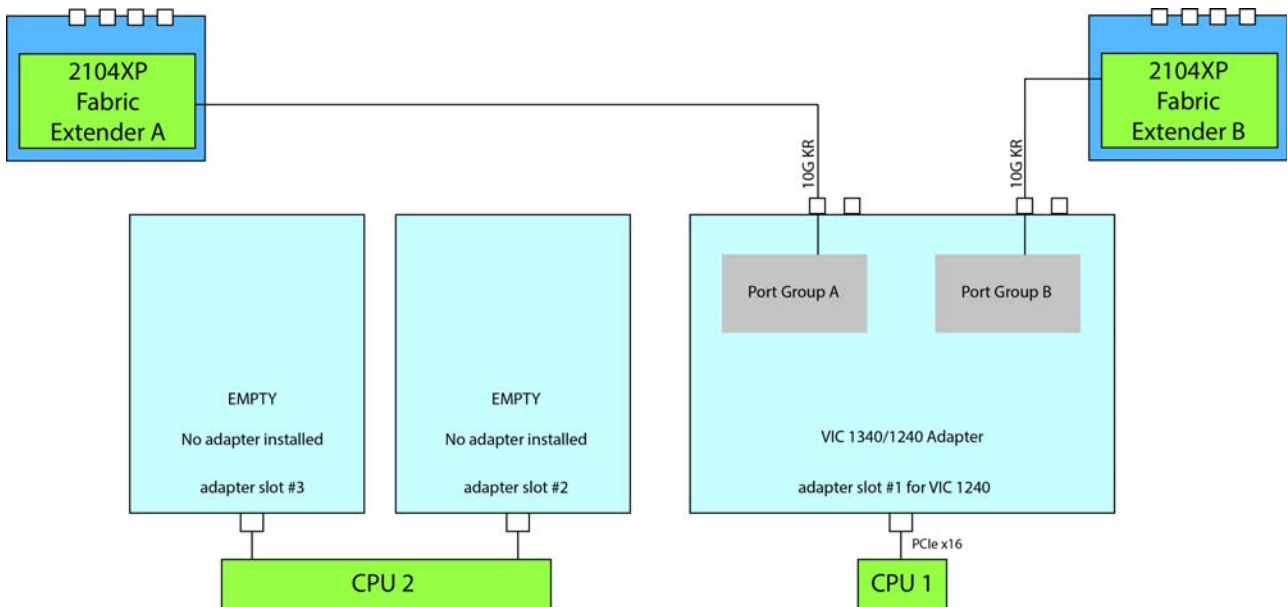 2104XP
Fabric
Extender A
2104XP
Fabric
Extender B
10G KR
10G KR
Port Group A
Port Group B
EMPTY
No adapter installed
adapter slot #3
EMPTY
No adapter installed
adapter slot #2
VIC 1340/1240 Adapter
adapter slot #1 for VIC 1240
PCIe x16
CPU 2
CPU 1